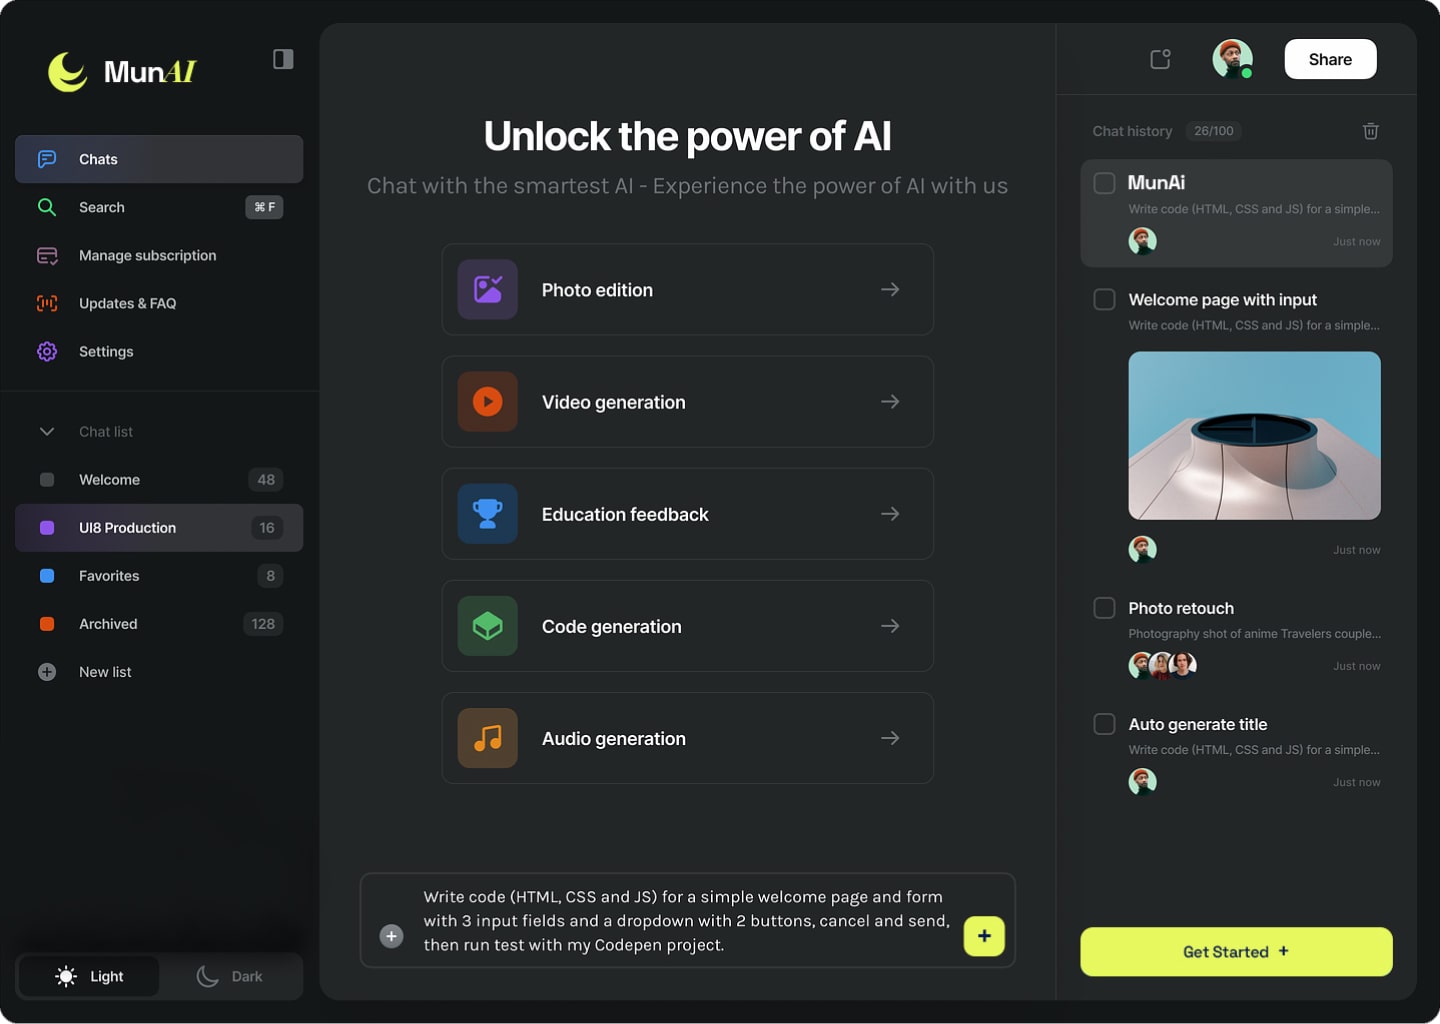 MunAI
Chats
Search
⌘ F
Manage subscription
Updates & FAQ
Settings
Chat list
Welcome
48
UI8 Production
16
Favorites
8
Archived
128
New list
Light
Dark
Unlock the power of AI
Chat with the smartest AI - Experience the power of AI with us
Photo edition
Video generation
Education feedback
Code generation
Audio generation
Write code (HTML, CSS and JS) for a simple welcome page and form
with 3 input fields and a dropdown with 2 buttons, cancel and send,
then run test with my Codepen project.
Share
Chat history
26/100
MunAi
Write code (HTML, CSS and JS) for a simple...
Just now
Welcome page with input
Write code (HTML, CSS and JS) for a simple...
Just now
Photo retouch
Photography shot of anime Travelers couple...
Just now
Auto generate title
Write code (HTML, CSS and JS) for a simple...
Just now
Get Started +